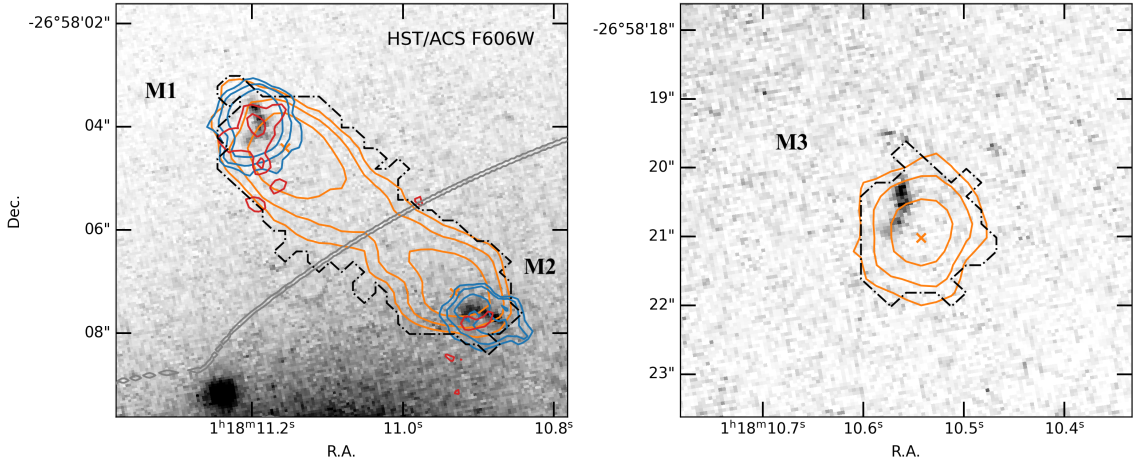 HST/ACS F606W
M1
M2
-26°58'02"
04"
06"
08"
Dec.
1ʰ18ᵐ11.2ˢ
11.0ˢ
10.8ˢ
R.A.
M3
-26°58'18"
19"
20"
21"
22"
23"
1ʰ18ᵐ10.7ˢ
10.6ˢ
10.5ˢ
10.4ˢ
R.A.